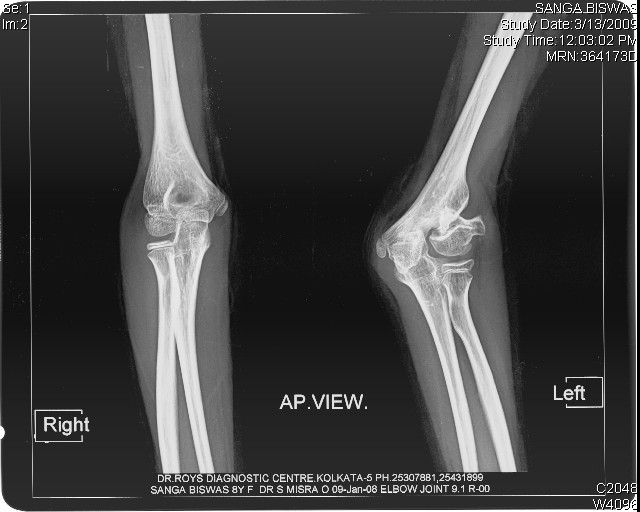 Se: 1
Im: 2
SANGA.BISWAS
Study Date: 3/13/2009
Study Time: 12:03:02 PM
MRN: 364173D
AP.VIEW.
Right
Left
DR.ROYS DIAGNOSTIC CENTRE.KOLKATA-5 PH.25307881,25431899
SANGA BISWAS 8Y F DR S MISRA O 09-Jan-08 ELBOW JOINT 9.1 R-00
C2048
W4096